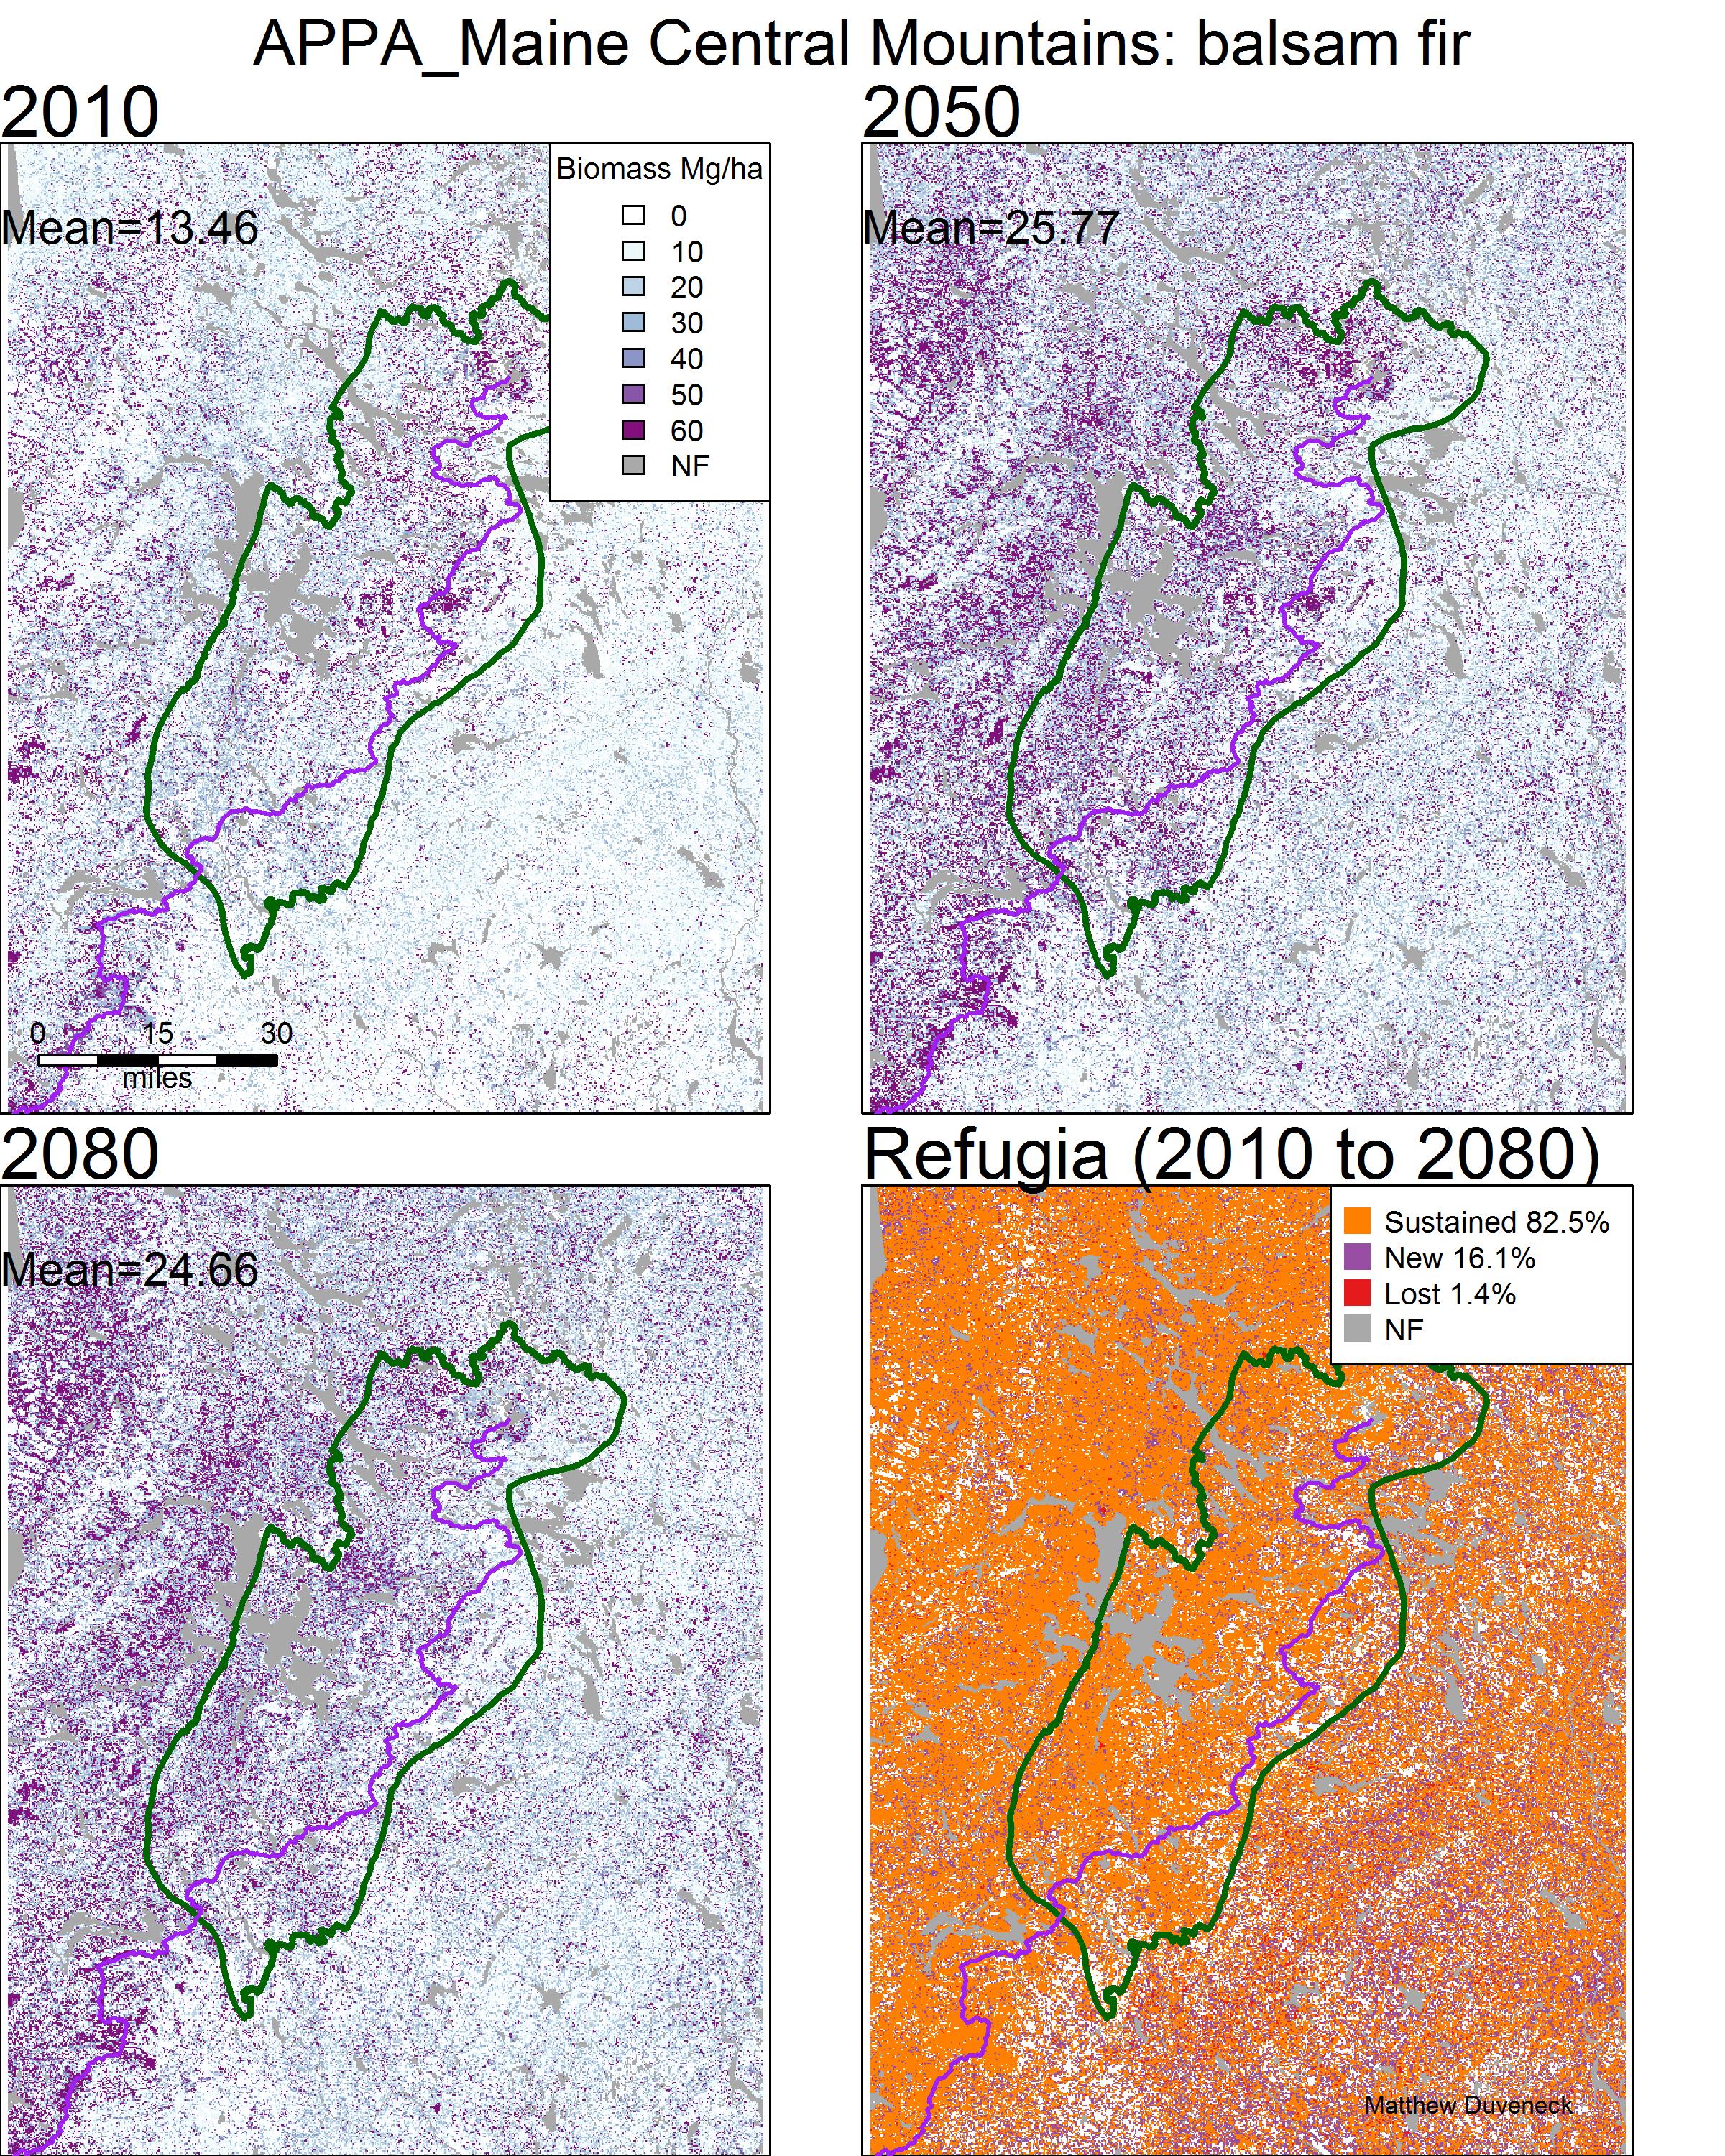 APPA_Maine Central Mountains: balsam fir
2010
Mean=13.46
Biomass Mg/ha
0
10
20
30
40
50
60
NF
0 15 30
miles
2050
Mean=25.77
2080
Mean=24.66
Refugia (2010 to 2080)
Sustained 82.5%
New 16.1%
Lost 1.4%
NF
Matthew Duveneck